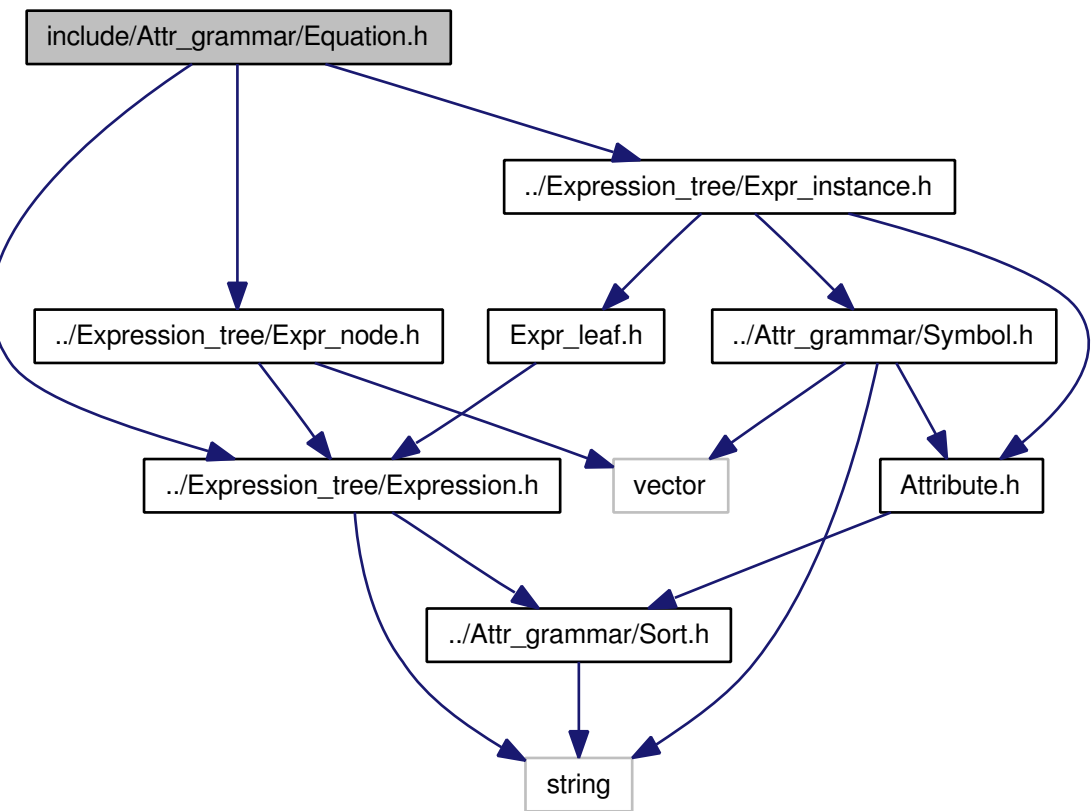 include/Attr_grammar/Equation.h
../Expression_tree/Expr_instance.h
../Expression_tree/Expr_node.h
Expr_leaf.h
../Attr_grammar/Symbol.h
../Expression_tree/Expression.h
vector
Attribute.h
../Attr_grammar/Sort.h
string